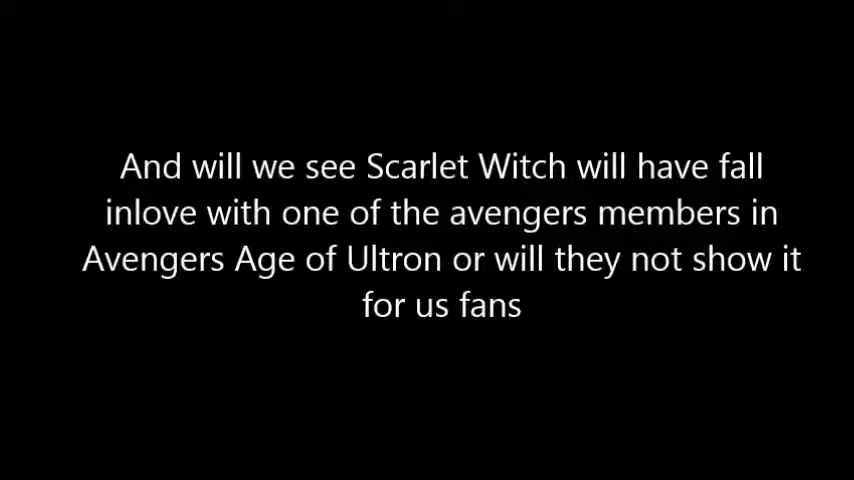 And will we see Scarlet Witch will have fall
inlove with one of the avengers members in
Avengers Age of Ultron or will they not show it
for us fans